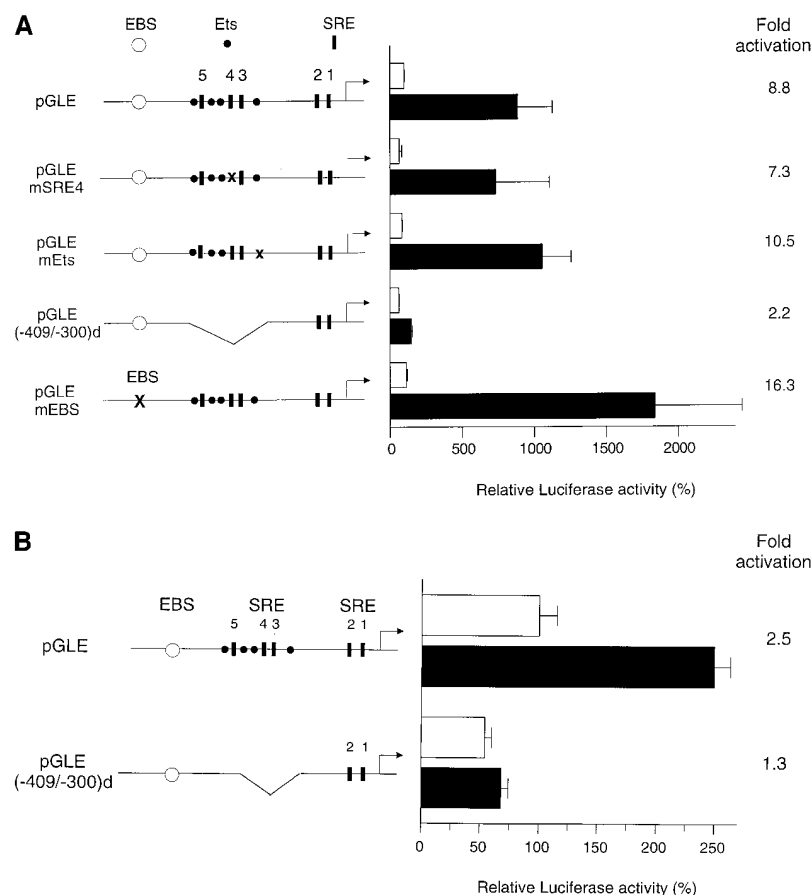 A
EBS Ets SRE Fold
activation
5 4 3 2 1
pGLE 8.8
pGLE
mSRE4 7.3
x
pGLE
mEts 10.5
x
pGLE
(-409/-300)d 2.2
EBS
pGLE
mEBS 16.3
X
0 500 1000 1500 2000
Relative Luciferase activity (%)
B
Fold
activation
EBS SRE SRE
5 4 3 2 1
pGLE 2.5
2 1
pGLE
(-409/-300)d 1.3
0 50 100 150 200 250
Relative Luciferase activity (%)